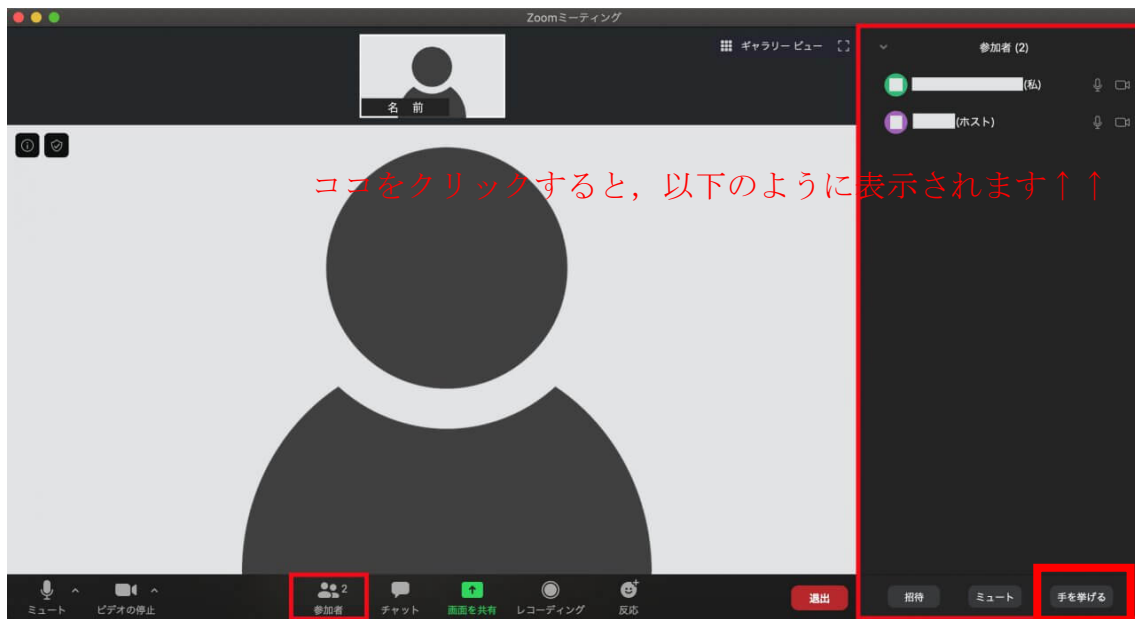 Zoomミーティング
ギャラリー ビュー
参加者 (2)
(私)
名 前
(ホスト)
ココをクリックすると，以下のように表示されます↑↑
2
ミュート
ビデオの停止
参加者
チャット
画面を共有
レコーディング
反応
退出
招待
ミュート
手を挙げる